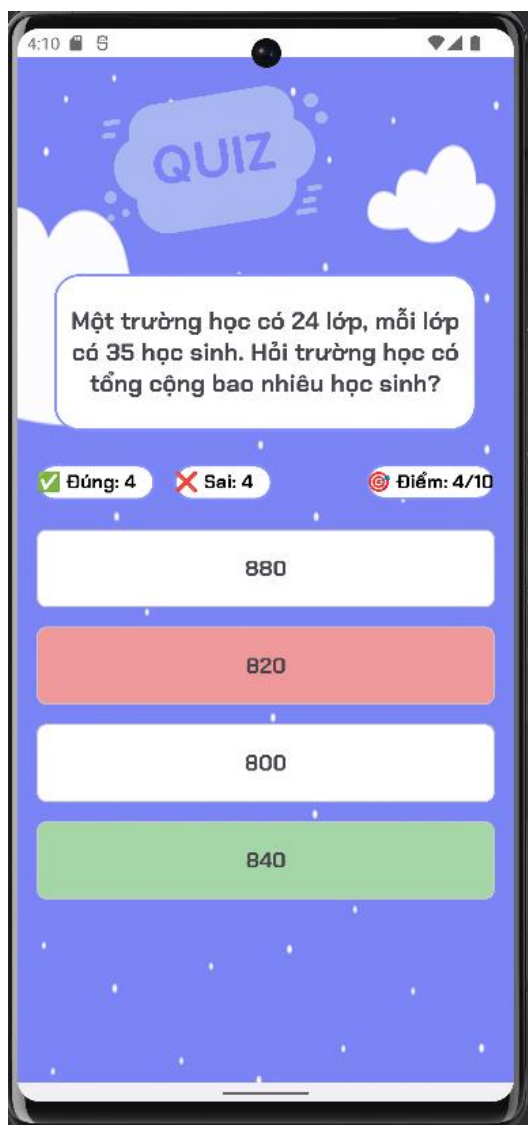 4:10
QUIZ
Một trường học có 24 lớp, mỗi lớp
có 35 học sinh. Hỏi trường học có
tổng cộng bao nhiêu học sinh?
✅ Đúng: 4 ❌ Sai: 4 🎯 Điểm: 4/10
880
820
800
840